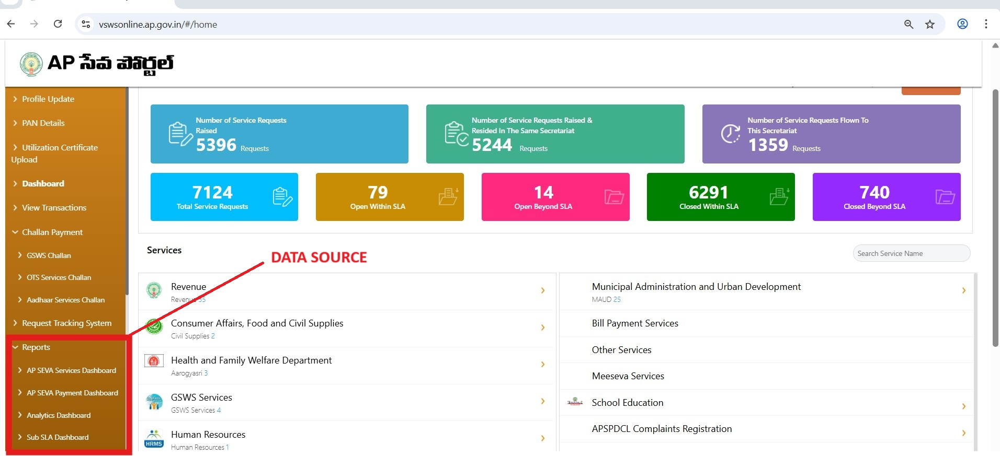 vswsonline.ap.gov.in/#/home
AP సేవ పోర్టల్
Profile Update
PAN Details
Utilization Certificate
Upload
Dashboard
View Transactions
Challan Payment
GSWS Challan
OTS Services Challan
Aadhaar Services Challan
Request Tracking System
Reports
AP SEVA Services Dashboard
AP SEVA Payment Dashboard
Analytics Dashboard
Sub SLA Dashboard
Number of Service Requests
Raised
5396 Requests
Number of Service Requests Raised &
Resided In The Same Secretariat
5244 Requests
Number of Service Requests Flown To
This Secretariat
1359 Requests
7124
Total Service Requests
79
Open Within SLA
14
Open Beyond SLA
6291
Closed Within SLA
740
Closed Beyond SLA
Services
DATA SOURCE
Search Service Name
Revenue
Revenue 35
Consumer Affairs, Food and Civil Supplies
Civil Supplies 2
Health and Family Welfare Department
Aarogyasri 3
GSWS Services
GSWS Services 4
HRMS
Human Resources
Human Resources 1
Municipal Administration and Urban Development
MAUD 25
Bill Payment Services
Other Services
Meeseva Services
School Education
APSPDCL Complaints Registration